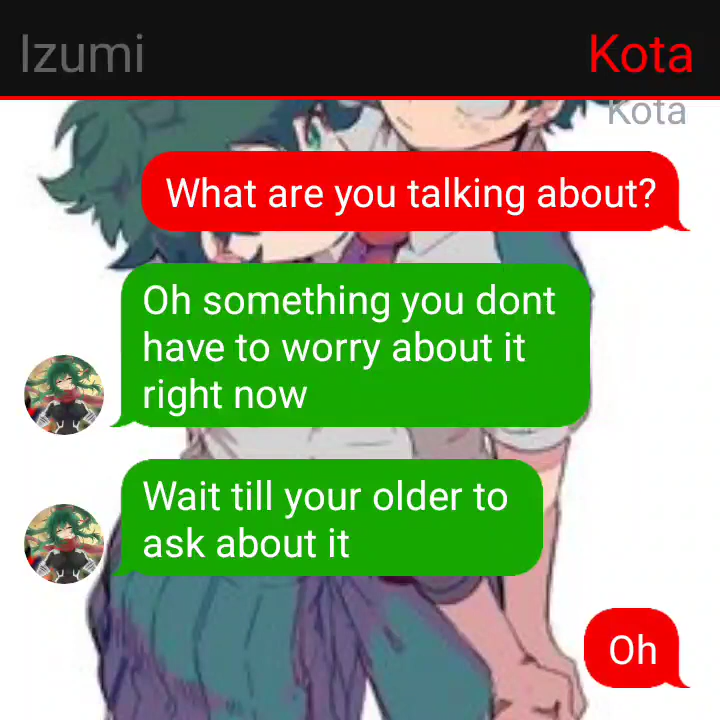 Izumi
Kota
Kota
What are you talking about?
Oh something you dont
have to worry about it
right now
Wait till your older to
ask about it
Oh